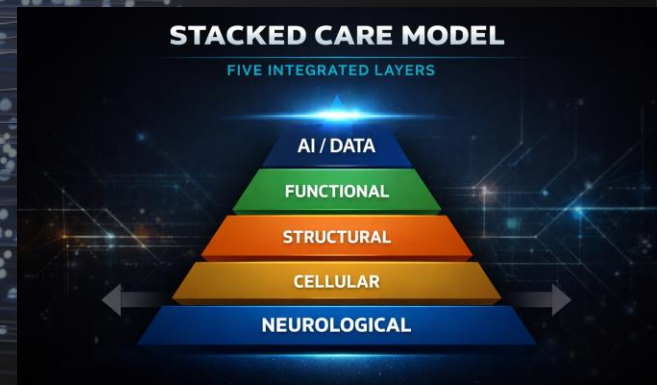 STACKED CARE MODEL
FIVE INTEGRATED LAYERS
AI / DATA
FUNCTIONAL
STRUCTURAL
CELLULAR
NEUROLOGICAL